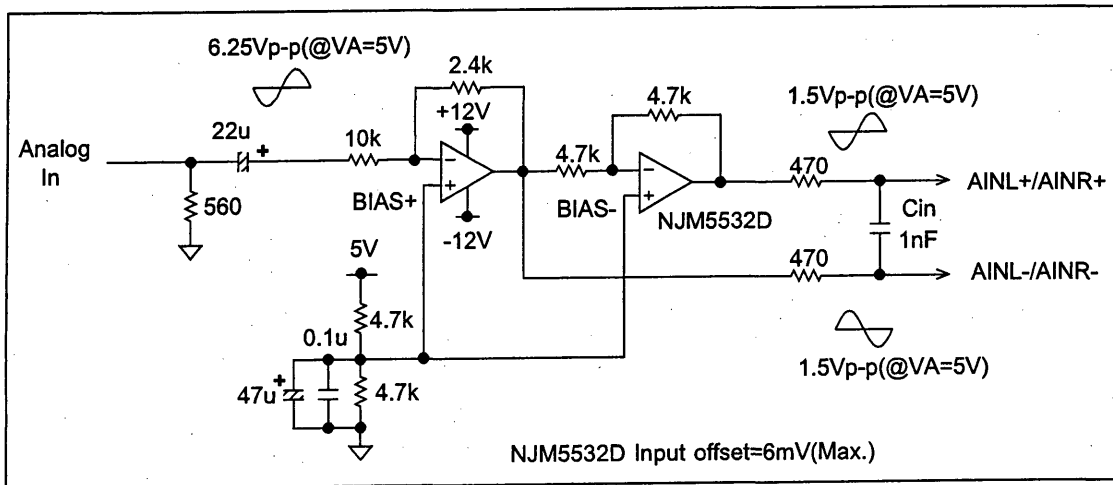 6.25Vp-p(@VA=5V)
2.4k
1.5Vp-p(@VA=5V)
+12V
4.7k
Analog
In
22u
+
10k
4.7k
470
AINL+/AINR+
−
+
−
+
560
BIAS+
BIAS-
NJM5532D
Cin
1nF
-12V
470
AINL-/AINR-
5V
4.7k
0.1u
47u
+
4.7k
1.5Vp-p(@VA=5V)
NJM5532D Input offset=6mV(Max.)